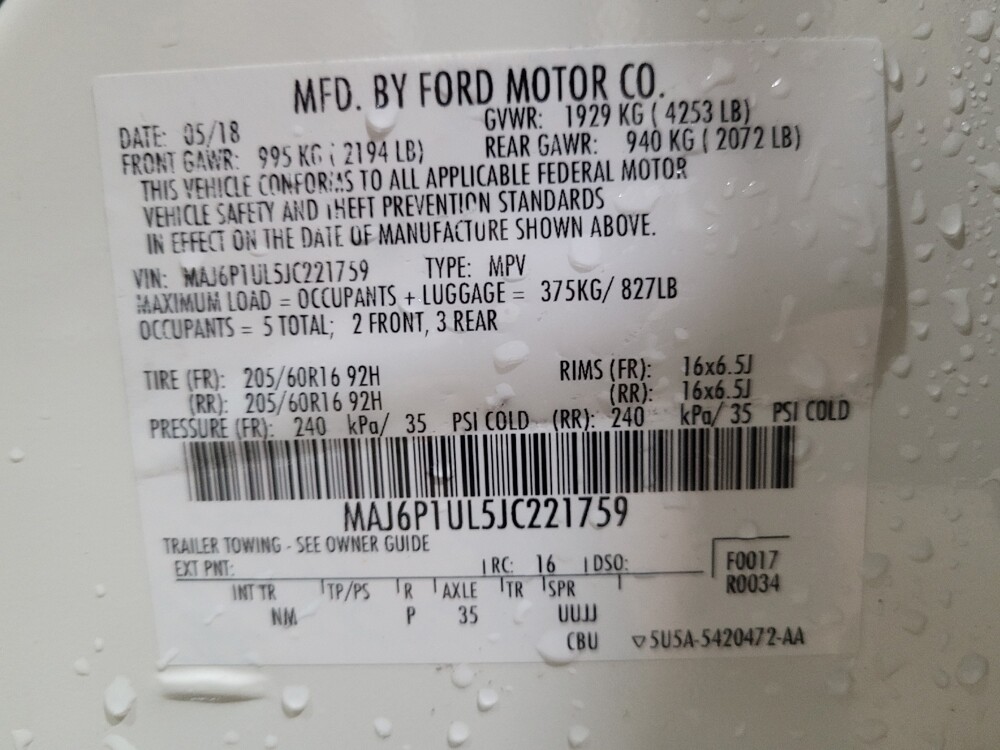 MFD. BY FORD MOTOR CO.
DATE: 05/18 GVWR: 1929 KG ( 4253 LB)
FRONT GAWR: 995 KG ( 2194 LB) REAR GAWR: 940 KG ( 2072 LB)
THIS VEHICLE CONFORMS TO ALL APPLICABLE FEDERAL MOTOR
VEHICLE SAFETY AND THEFT PREVENTION STANDARDS
IN EFFECT ON THE DATE OF MANUFACTURE SHOWN ABOVE.
VIN: MAJ6P1UL5JC221759 TYPE: MPV
MAXIMUM LOAD = OCCUPANTS + LUGGAGE = 375KG/ 827LB
OCCUPANTS = 5 TOTAL; 2 FRONT, 3 REAR
TIRE (FR): 205/60R16 92H RIMS (FR): 16x6.5J
(RR): 205/60R16 92H (RR): 16x6.5J
PRESSURE (FR): 240 kPa/ 35 PSI COLD (RR): 240 kPa/ 35 PSI COLD
MAJ6P1UL5JC221759
TRAILER TOWING - SEE OWNER GUIDE
EXT PNT: RC: 16 DSO: F0017
R0034
INT TR TP/PS R AXLE TR SPR
NM P 35 UUJJ
CBU ▽5U5A-5420472-AA